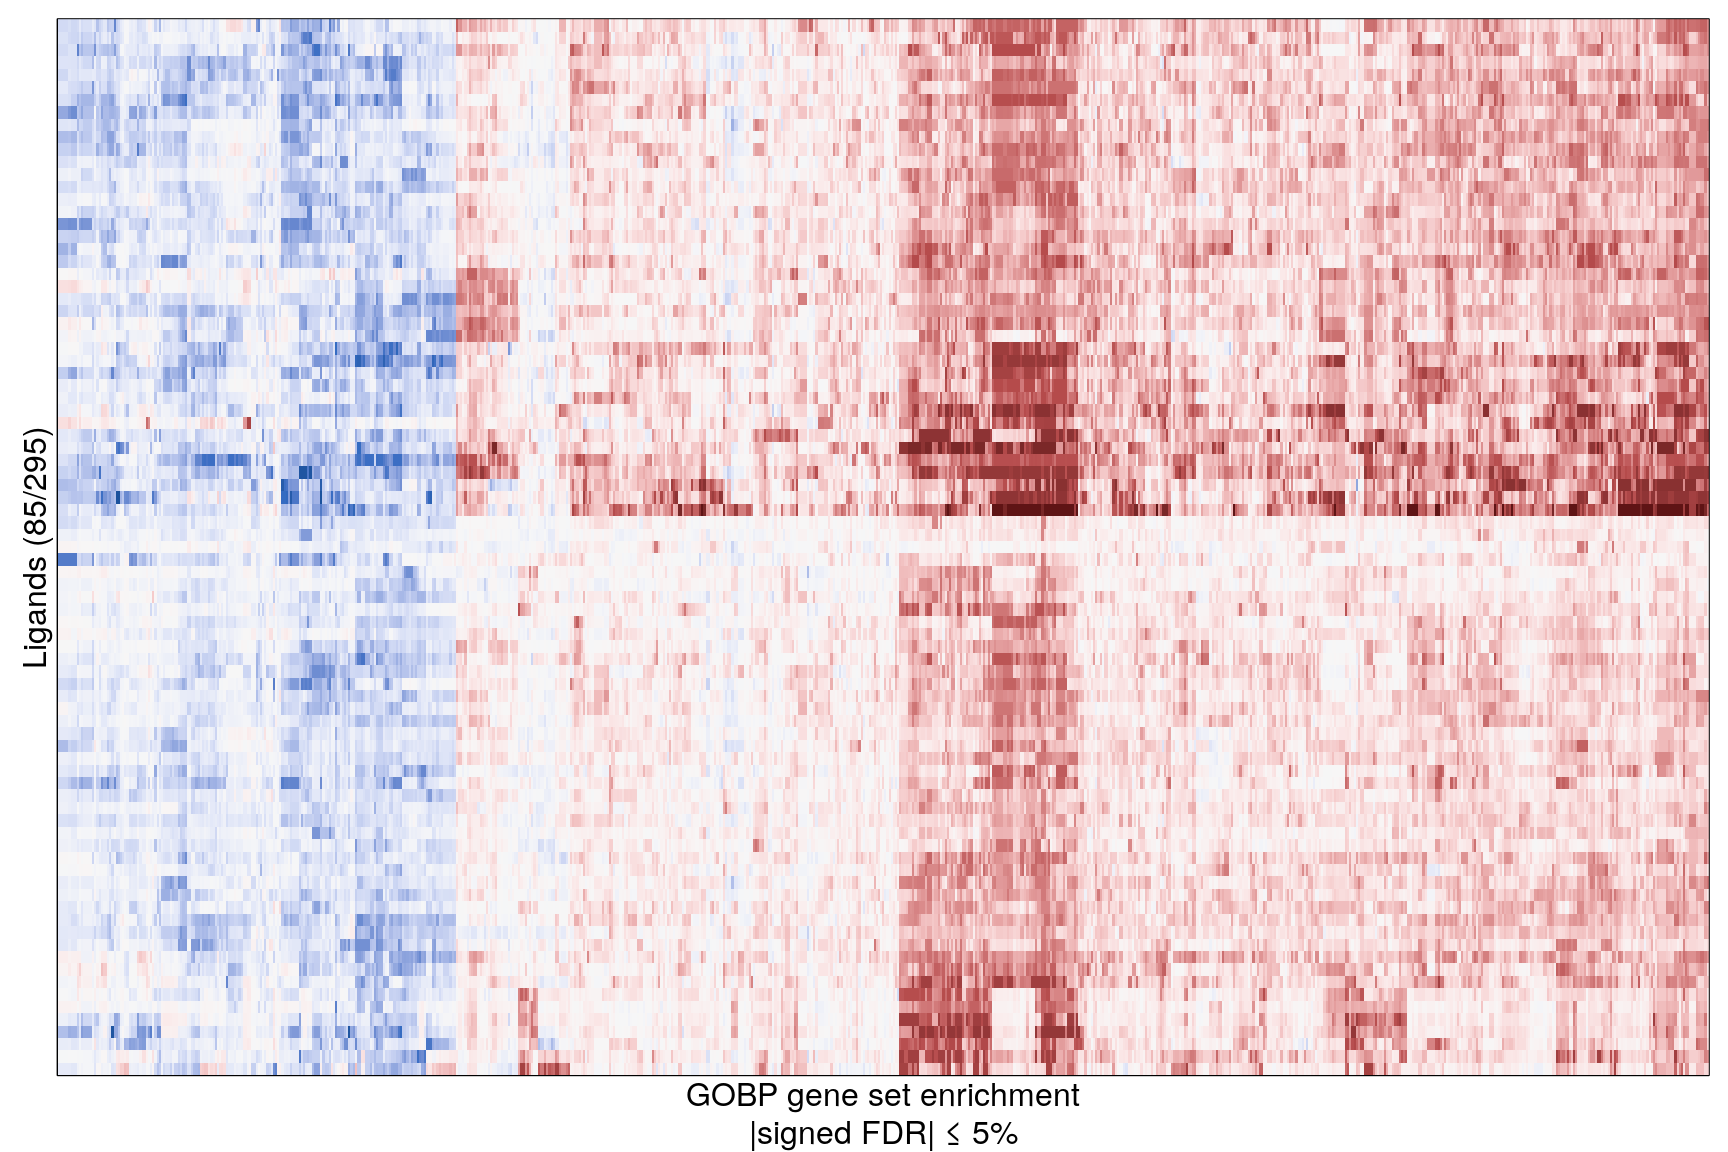 Ligands (85/295)
GOBP gene set enrichment
|signed FDR| ≤ 5%